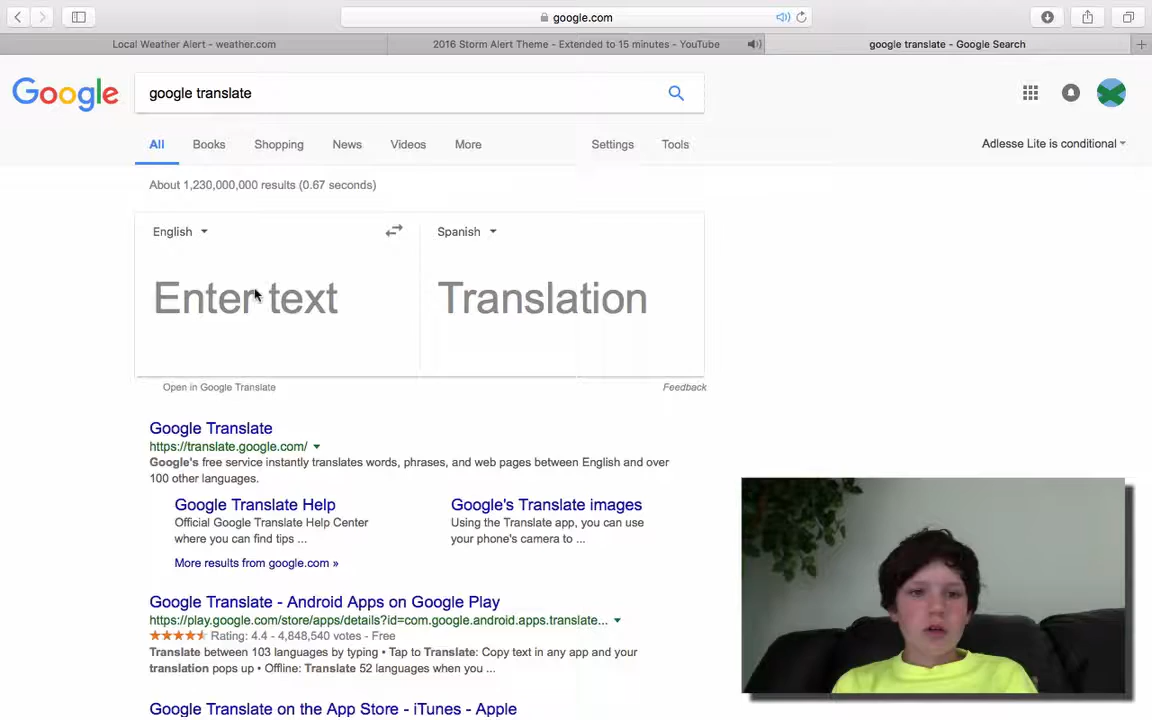 google.com
Local Weather Alert - weather.com
2016 Storm Alert Theme - Extended to 15 minutes - YouTube
google translate - Google Search
Google
google translate
All
Books
Shopping
News
Videos
More
Settings
Tools
Adlesse Lite is conditional
About 1,230,000,000 results (0.67 seconds)
English
Spanish
Enter text
Translation
Open in Google Translate
Feedback
Google Translate
https://translate.google.com/
Google's free service instantly translates words, phrases, and web pages between English and over
100 other languages.
Google Translate Help
Official Google Translate Help Center
where you can find tips ...
More results from google.com »
Google's Translate images
Using the Translate app, you can use
your phone's camera to ...
Google Translate - Android Apps on Google Play
https://play.google.com/store/apps/details?id=com.google.android.apps.translate...
Rating: 4.4 - 4,848,540 votes - Free
Translate between 103 languages by typing • Tap to Translate: Copy text in any app and your
translation pops up • Offline: Translate 52 languages when you ...
Google Translate on the App Store - iTunes - Apple